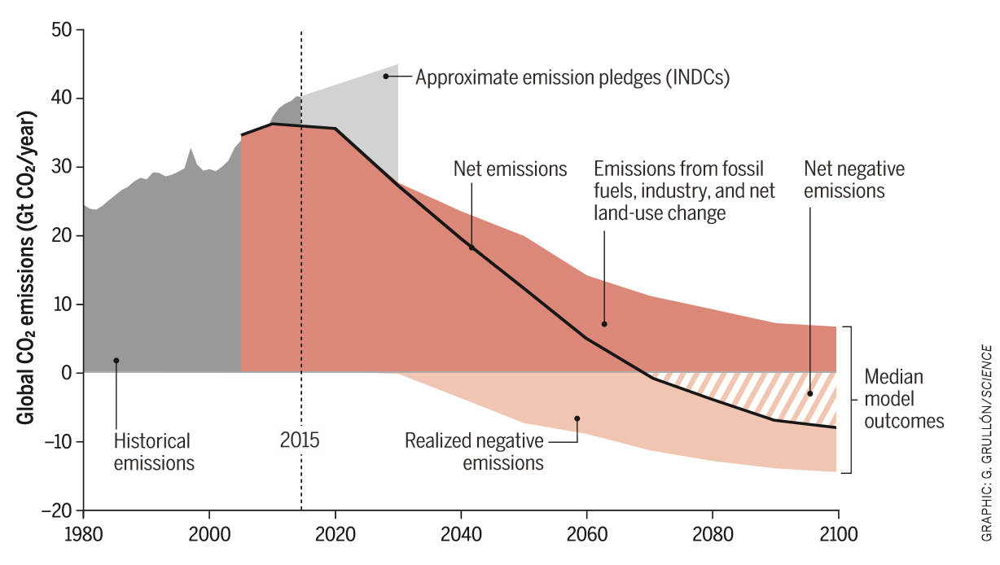 Global CO₂ emissions (Gt CO₂/year)
50
40
30
20
10
0
–10
–20
1980
2000
2020
2040
2060
2080
2100
Approximate emission pledges (INDCs)
Net emissions
Emissions from fossil
fuels, industry, and net
land-use change
Net negative
emissions
Historical
emissions
2015
Realized negative
emissions
Median
model
outcomes
GRAPHIC: G. GRULLÓN/SCIENCE